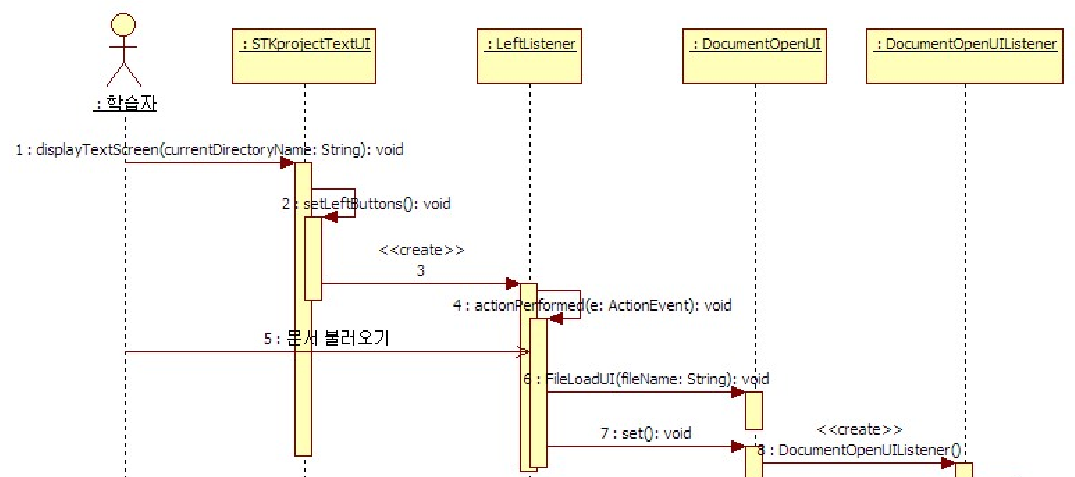 : STKprojectTextUI
: LeftListener
: DocumentOpenUI
: DocumentOpenUIListener
: 학습자
1 : displayTextScreen(currentDirectoryName: String): void
2 : setLeftButtons(): void
<<create>>
3
4 : actionPerformed(e: ActionEvent): void
5 : 문서 불러오기
6 : FileLoadUI(fileName: String): void
7 : set(): void
<<create>>
8 : DocumentOpenUIListener()